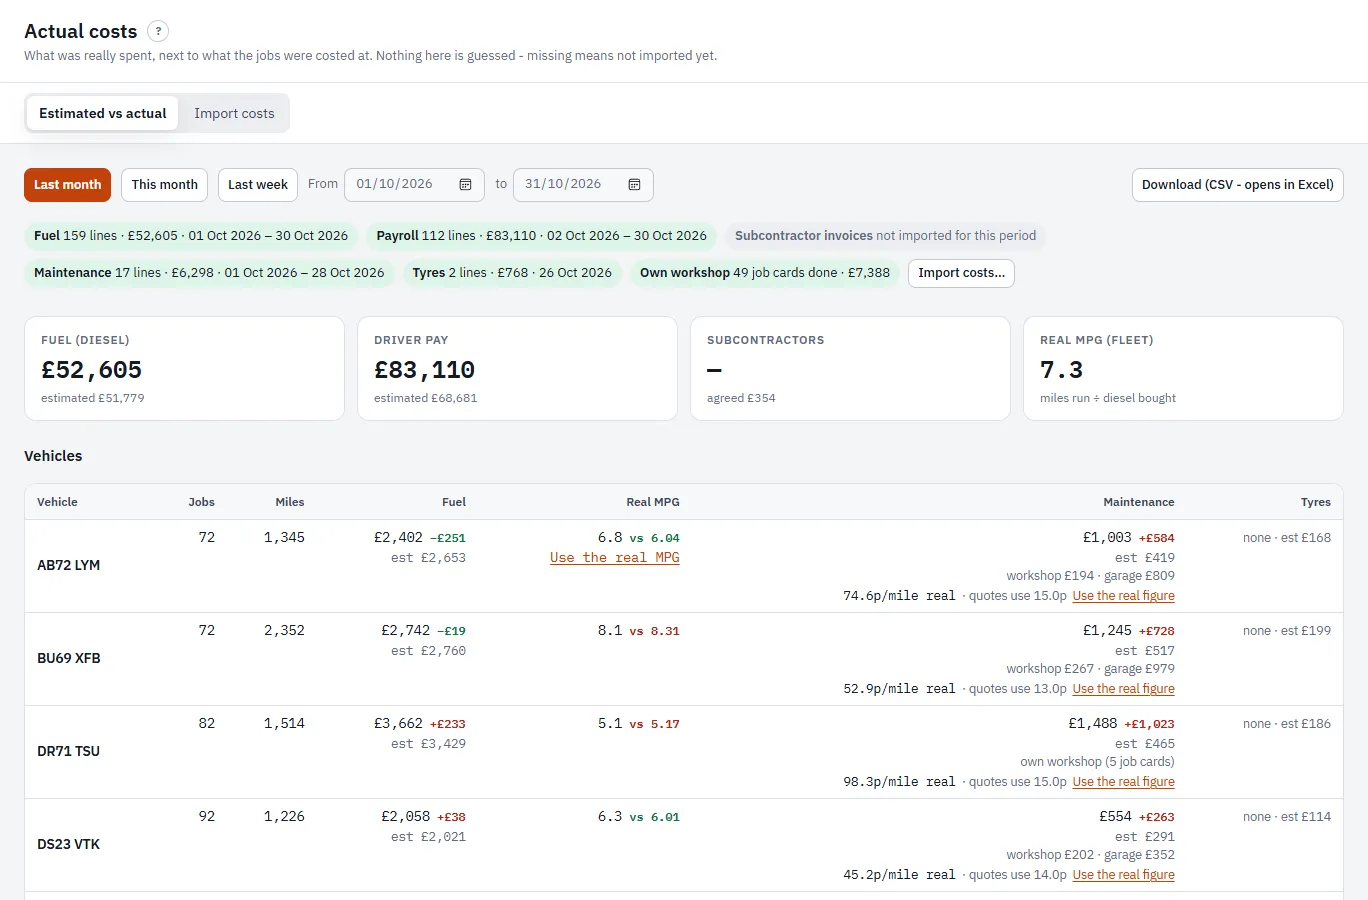 Actual costs ?
What was really spent, next to what the jobs were costed at. Nothing here is guessed - missing means not imported yet.
Estimated vs actual Import costs
Last month This month Last week From 01/10/2026 to 31/10/2026 Download (CSV - opens in Excel)
Fuel 159 lines · £52,605 · 01 Oct 2026 – 30 Oct 2026 Payroll 112 lines · £83,110 · 02 Oct 2026 – 30 Oct 2026 Subcontractor invoices not imported for this period
Maintenance 17 lines · £6,298 · 01 Oct 2026 – 28 Oct 2026 Tyres 2 lines · £768 · 26 Oct 2026 Own workshop 49 job cards done · £7,388 Import costs...
FUEL (DIESEL) DRIVER PAY SUBCONTRACTORS REAL MPG (FLEET)
£52,605 £83,110 — 7.3
estimated £51,779 estimated £68,681 agreed £354 miles run ÷ diesel bought
Vehicles
Vehicle Jobs Miles Fuel Real MPG Maintenance Tyres
72 1,345 £2,402 −£251 6.8 vs 6.04 £1,003 +£584 none · est £168
est £2,653 Use the real MPG est £419
AB72 LYM
workshop £194 · garage £809
74.6p/mile real · quotes use 15.0p Use the real figure
72 2,352 £2,742 −£19 8.1 vs 8.31 £1,245 +£728 none · est £199
est £2,760 est £517
BU69 XFB
workshop £267 · garage £979
52.9p/mile real · quotes use 13.0p Use the real figure
82 1,514 £3,662 +£233 5.1 vs 5.17 £1,488 +£1,023 none · est £186
est £3,429 est £465
DR71 TSU
own workshop (5 job cards)
98.3p/mile real · quotes use 15.0p Use the real figure
92 1,226 £2,058 +£38 6.3 vs 6.01 £554 +£263 none · est £114
est £2,021 est £291
DS23 VTK
workshop £202 · garage £352
45.2p/mile real · quotes use 14.0p Use the real figure